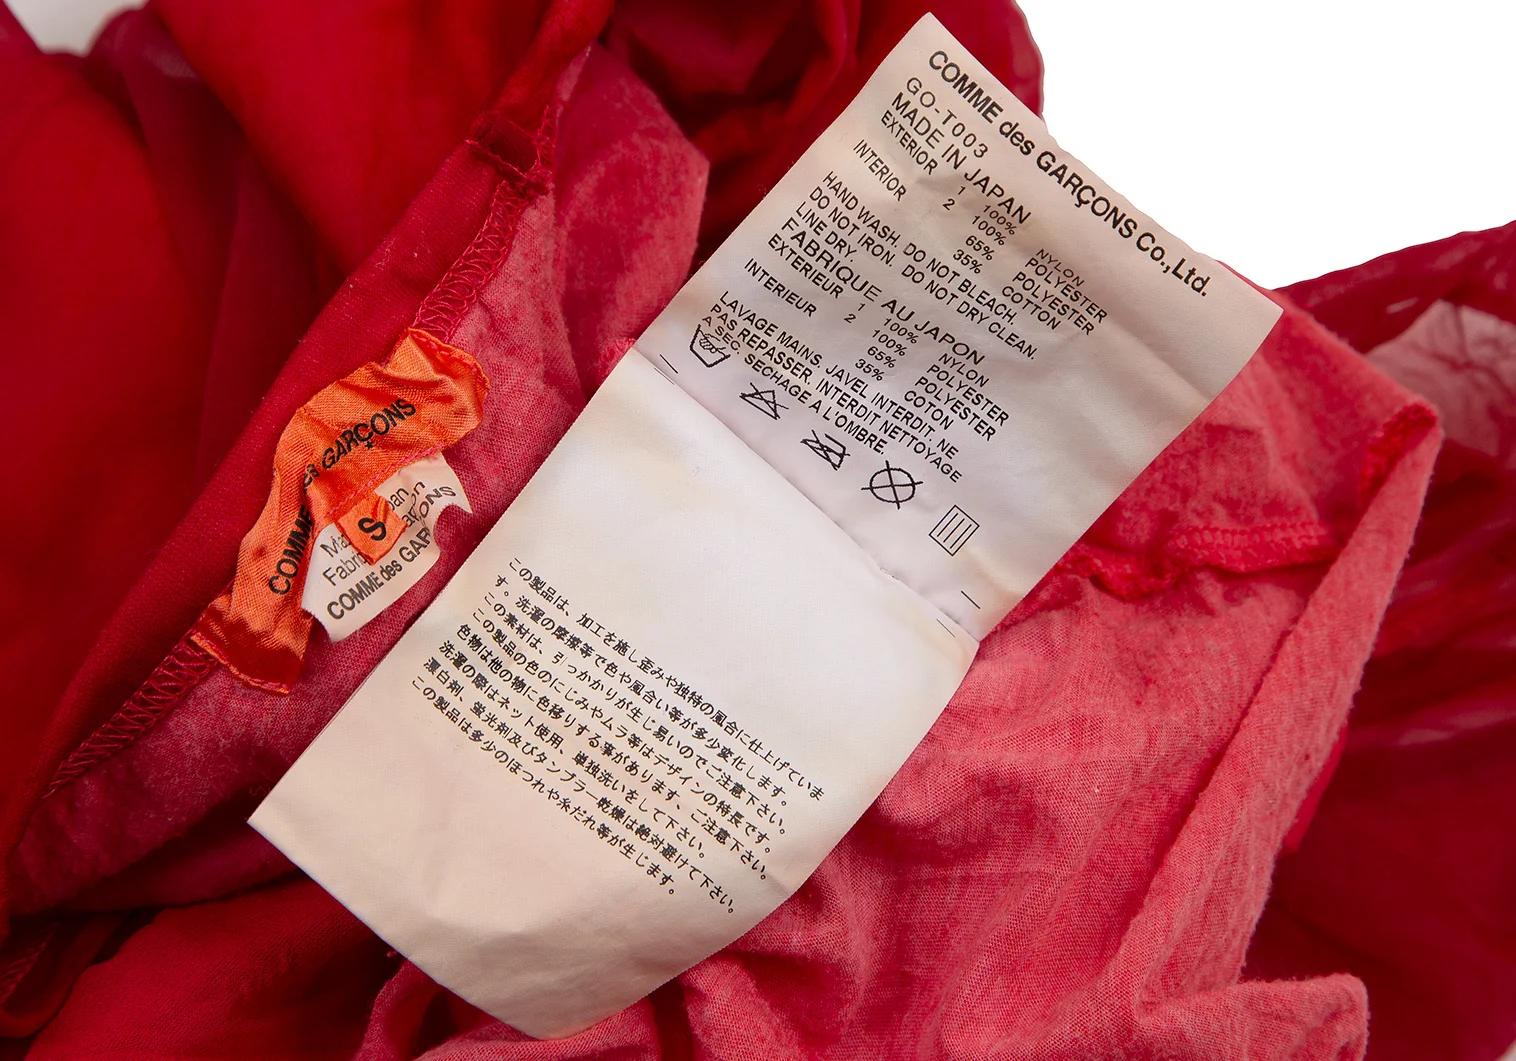 COMME des GARÇONS Co.,Ltd.
GO-T003
MADE IN JAPAN
EXTERIOR 1 100% NYLON
2 100% POLYESTER
INTERIOR 65% POLYESTER
35% COTTON
HAND WASH. DO NOT BLEACH.
DO NOT IRON. DO NOT DRY CLEAN.
LINE DRY.
FABRIQUE AU JAPON
EXTERIEUR 1 100% NYLON
2 100% POLYESTER
INTERIEUR 65% POLYESTER
35% COTON
LAVAGE MAINS. JAVEL INTERDIT. NE
PAS REPASSER. INTERDIT NETTOYAGE
A SEC. SECHAGE A L'OMBRE.
COMME des GARÇONS
S
COMME des GAR
この製品は、加工を施し歪みや独特の風合に仕上げていま
す。洗濯の摩擦等で色や風合い等が多少変化します。
この素材は、引っかかりが生じ易いのでご注意下さい。
この製品の色のにじみやムラ等はデザインの特長です。
色物は他の物に色移りする事があります、ご注意下さい。
洗濯の際はネット使用、単独洗いをして下さい。
漂白剤、蛍光剤及びタンブラー乾燥は絶対避けて下さい。
この製品は多少のほつれや糸だれ等が生じます。